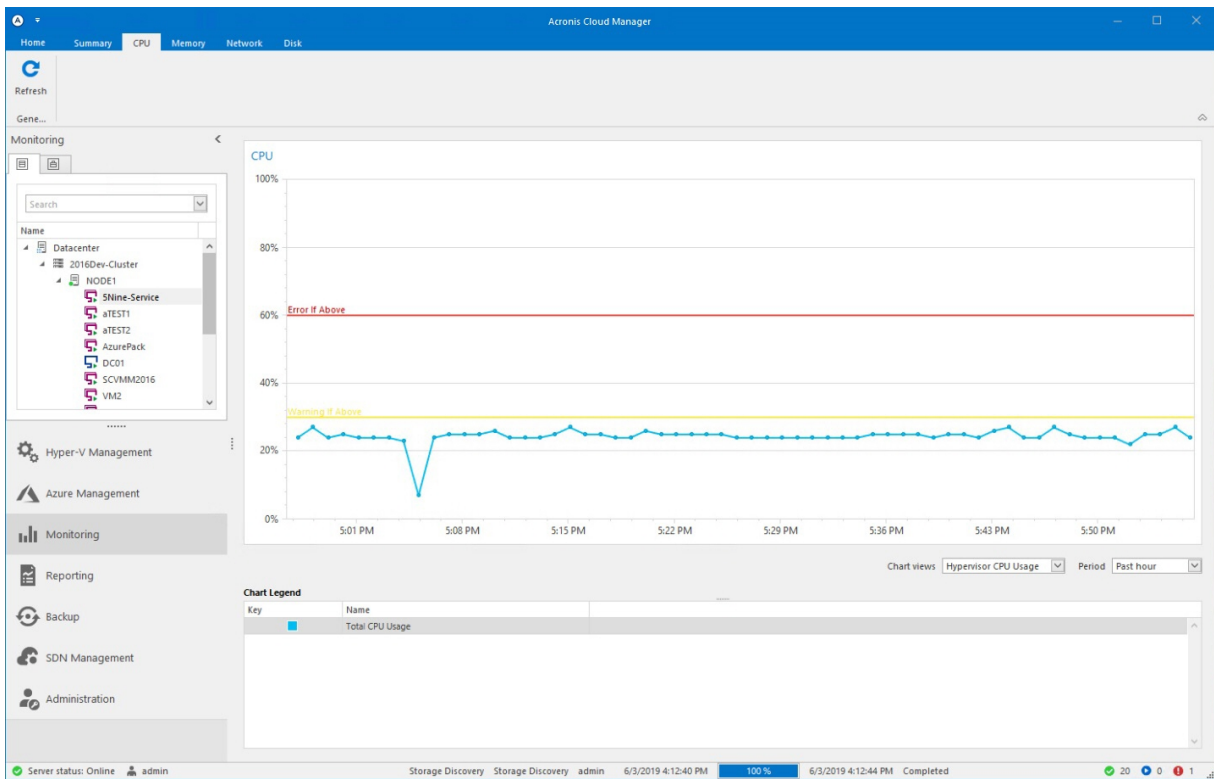 Acronis Cloud Manager
Home Summary CPU Memory Network Disk
Refresh
Gene...
Monitoring
Search
Name
Datacenter
2016Dev-Cluster
NODE1
5Nine-Service
aTEST1
aTEST2
AzurePack
DC01
SCVMM2016
VM2
Hyper-V Management
Azure Management
Monitoring
Reporting
Backup
SDN Management
Administration
CPU
100%
80%
Error If Above
60%
40%
Warning If Above
20%
0%
5:01 PM 5:08 PM 5:15 PM 5:22 PM 5:29 PM 5:36 PM 5:43 PM 5:50 PM
Chart views Hypervisor CPU Usage Period Past hour
Chart Legend
Key Name
Total CPU Usage
Server status: Online admin Storage Discovery Storage Discovery admin 6/3/2019 4:12:40 PM 100 % 6/3/2019 4:12:44 PM Completed 20 0 1